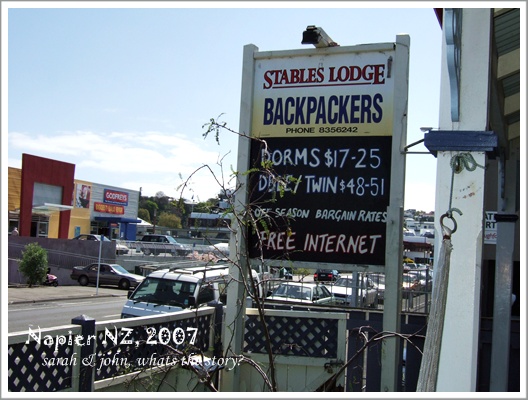 STABLES LODGE
BACKPACKERS
PHONE 8356242
DORMS $17-25
TWIN $48-51
OFF SEASON BARGAIN RATES
FREE INTERNET
GODFREYS
Napier NZ, 2007
sarah & john, whats the story?